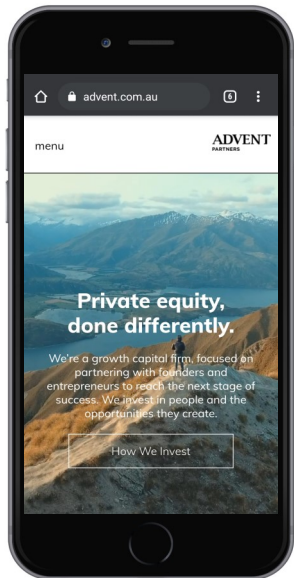 advent.com.au
6
menu
ADVENT
PARTNERS
Private equity,
done differently.
We're a growth capital firm, focused on
partnering with founders and
entrepreneurs to reach the next stage of
success. We invest in people and the
opportunities they create.
How We Invest